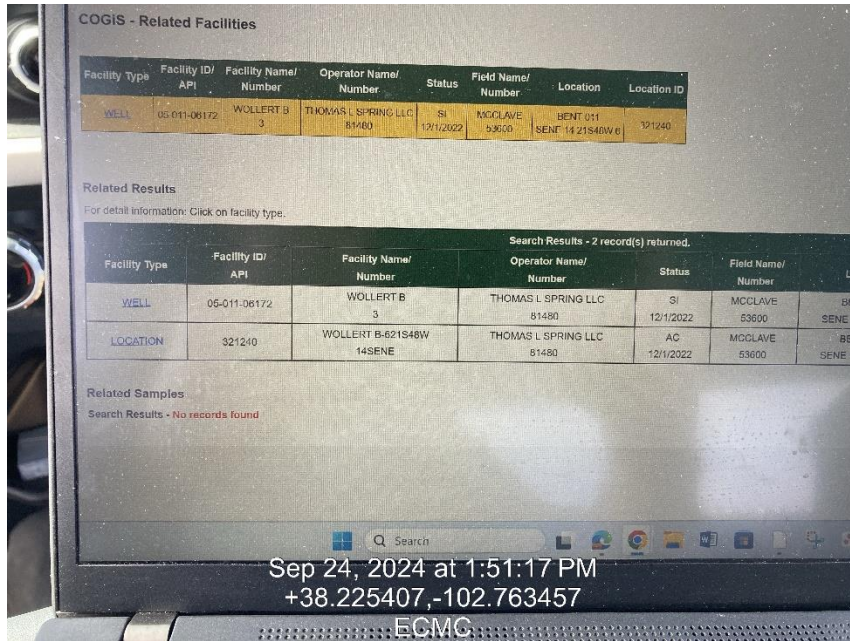 COGIS - Related Facilities
Facility Type Facility ID/ API Facility Name/ Number Operator Name/ Number Status Field Name/ Number Location Location ID
WELL 05-011-06172 WOLLERT B 3 THOMAS L SPRING LLC 81480 SI 12/1/2022 MCCLAVE 53600 BENT 011 SENE 14 21S48W 6 321240
Related Results
For detail information: Click on facility type.
Search Results - 2 record(s) returned.
Facility Type Facility ID/ API Facility Name/ Number Operator Name/ Number Status Field Name/ Number
WELL 05-011-06172 WOLLERT B 3 THOMAS L SPRING LLC 81480 SI 12/1/2022 MCCLAVE 53600 SENE
LOCATION 321240 WOLLERT B-621S48W 14SENE THOMAS L SPRING LLC 81480 AC 12/1/2022 MCCLAVE 53600 SENE
Related Samples
Search Results - No records found
Search
Sep 24, 2024 at 1:51:17 PM
+38.225407,-102.763457
ECMC